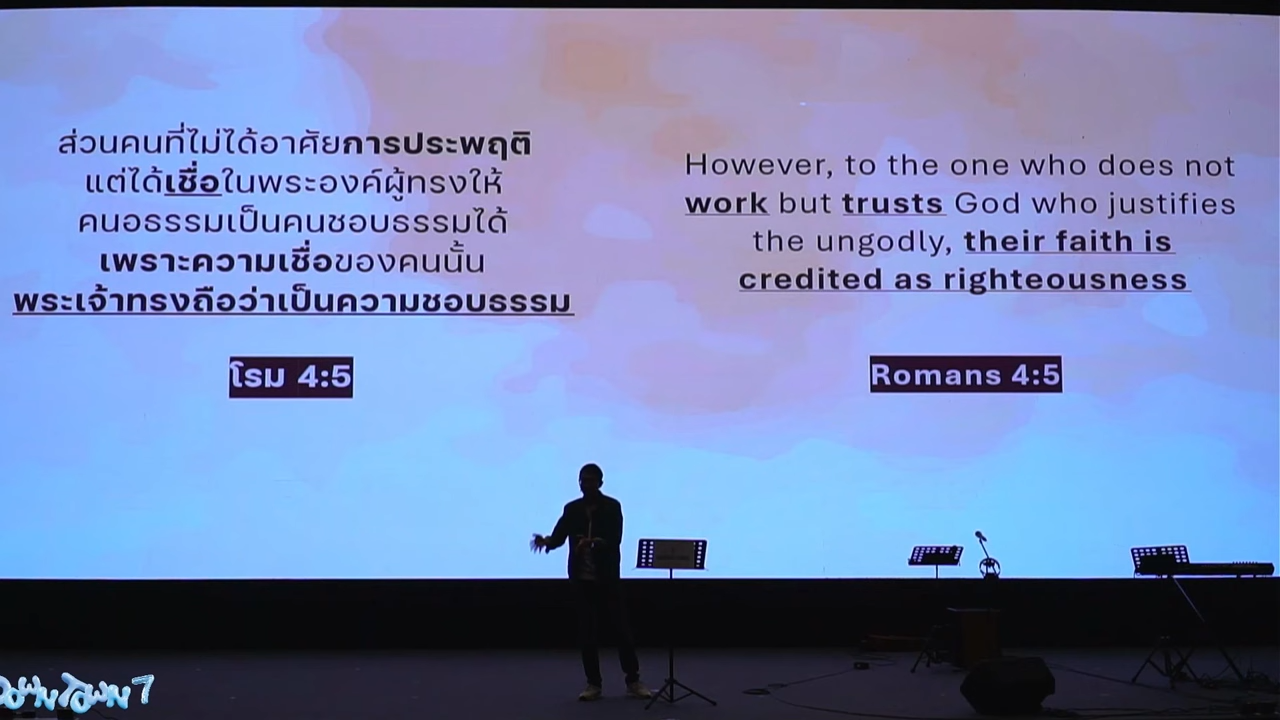 ส่วนคนที่ไม่ได้อาศัยการประพฤติ
แต่ได้เชื่อในพระองค์ผู้ทรงให้
คนอธรรมเป็นคนชอบธรรมได้
เพราะความเชื่อของคนนั้น
พระเจ้าทรงถือว่าเป็นความชอบธรรม
โรม 4:5
However, to the one who does not
work but trusts God who justifies
the ungodly, their faith is
credited as righteousness
Romans 4:5
DOWNTOWN 7